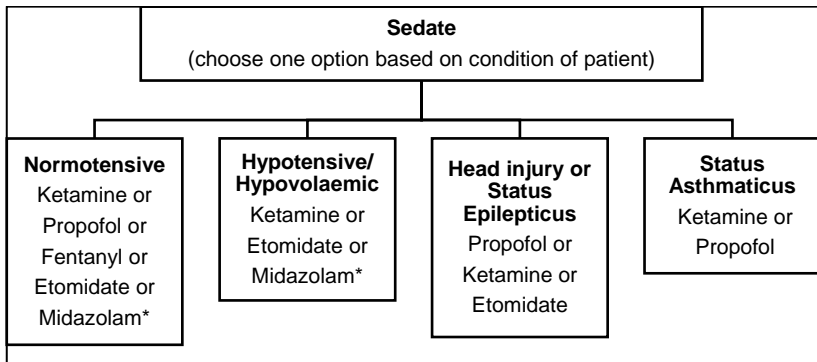 Sedate
(choose one option based on condition of patient)
Normotensive
Ketamine or
Propofol or
Fentanyl or
Etomidate or
Midazolam*
Hypotensive/
Hypovolaemic
Ketamine or
Etomidate or
Midazolam*
Head injury or
Status
Epilepticus
Propofol or
Ketamine or
Etomidate
Status
Asthmaticus
Ketamine or
Propofol